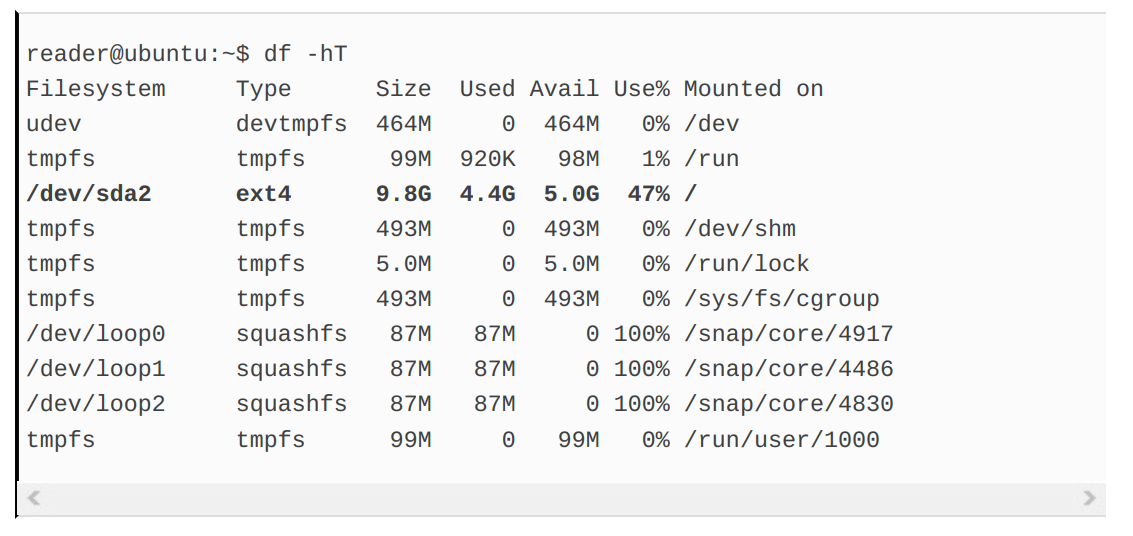 reader@ubuntu:~$ df -hT
Filesystem     Type      Size  Used Avail Use% Mounted on
udev           devtmpfs  464M     0  464M   0% /dev
tmpfs          tmpfs      99M  920K   98M   1% /run
/dev/sda2      ext4      9.8G  4.4G  5.0G  47% /
tmpfs          tmpfs     493M     0  493M   0% /dev/shm
tmpfs          tmpfs     5.0M     0  5.0M   0% /run/lock
tmpfs          tmpfs     493M     0  493M   0% /sys/fs/cgroup
/dev/loop0     squashfs   87M   87M     0 100% /snap/core/4917
/dev/loop1     squashfs   87M   87M     0 100% /snap/core/4486
/dev/loop2     squashfs   87M   87M     0 100% /snap/core/4830
tmpfs          tmpfs      99M     0   99M   0% /run/user/1000